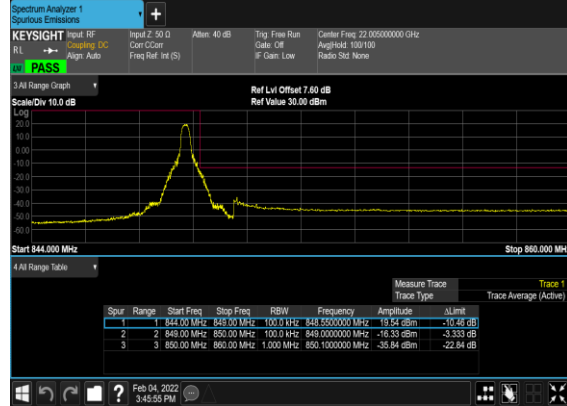 Spectrum Analyzer 1
Spurious Emissions
+
KEYSIGHT Input: RF Input Z: 50 Ω Atten: 40 dB Trig: Free Run Center Freq: 22.005000000 GHz
RL Coupling: DC Corr CCorr Gate: Off Avg|Hold: 100/100
Align: Auto Freq Ref: Int (S) IF Gain: Low Radio Std: None
LW PASS
3 All Range Graph
Ref Lvl Offset 7.60 dB
Scale/Div 10.0 dB Ref Value 30.00 dBm
Log
20.0
10.0
0.00
-10.0
-20.0
-30.0
-40.0
-50.0
-60.0
Start 844.000 MHz Stop 860.000 MH
4 All Range Table
Measure Trace Trace 1
Trace Type Trace Average (Active)
Spur Range Start Freq Stop Freq RBW Frequency Amplitude ΔLimit
1 1 844.00 MHz 849.00 MHz 100.0 kHz 848.5500000 MHz 19.54 dBm -10.46 dB
2 2 849.00 MHz 850.00 MHz 100.0 kHz 849.0000000 MHz -16.33 dBm -3.333 dB
3 3 850.00 MHz 860.00 MHz 1.000 MHz 850.1000000 MHz -35.84 dBm -22.84 dB
? Feb 04, 2022
3:45:55 PM